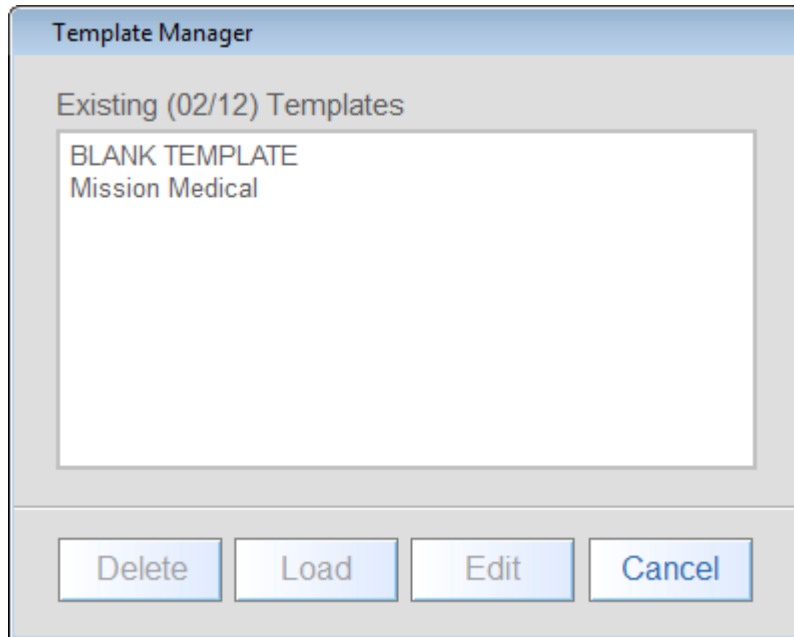 Template Manager
Existing (02/12) Templates
BLANK TEMPLATE
Mission Medical
Delete Load Edit Cancel